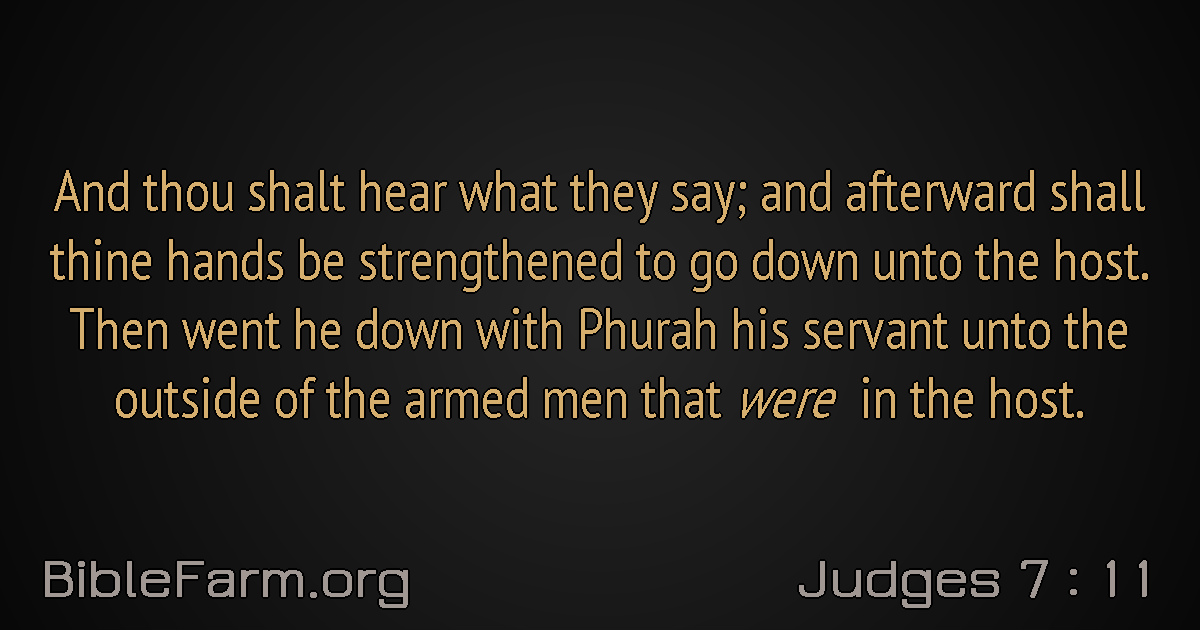 And thou shalt hear what they say; and afterward shall
thine hands be strengthened to go down unto the host.
Then went he down with Phurah his servant unto the
outside of the armed men that were in the host.
BibleFarm.org
Judges 7 : 11